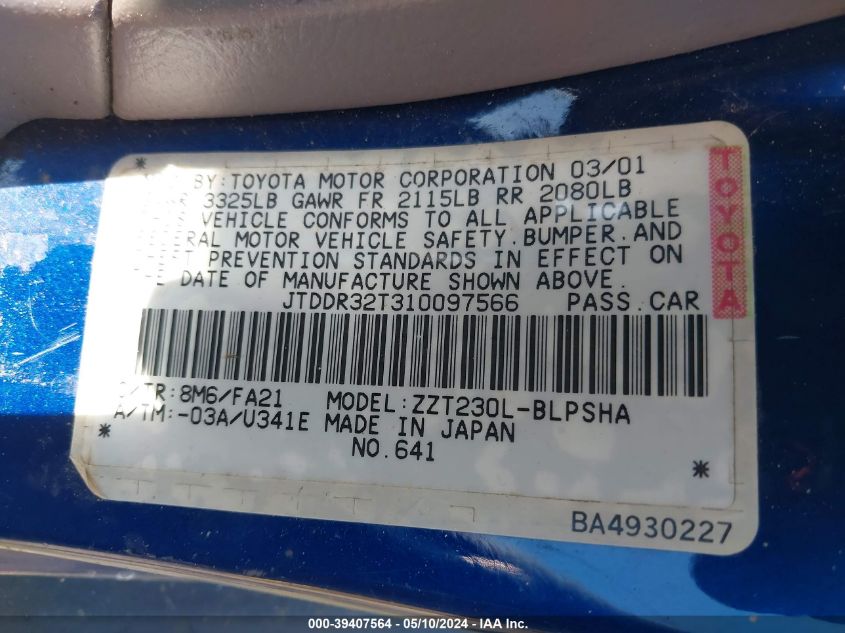 BY: TOYOTA MOTOR CORPORATION 03/01
3325LB GAWR FR 2115LB RR 2080LB
VEHICLE CONFORMS TO ALL APPLICABLE
MOTOR VEHICLE SAFETY. BUMPER. AND
PREVENTION STANDARDS IN EFFECT ON
DATE OF MANUFACTURE SHOWN ABOVE.
JTDDR32T310097566 PASS. CAR
TOYOTA
/TR: 8M6/FA21 MODEL: ZZT230L-BLPSHA
A/TM: -03A/U341E MADE IN JAPAN
NO. 641
BA4930227
000-39407564 - 05/10/2024 - IAA, Inc.